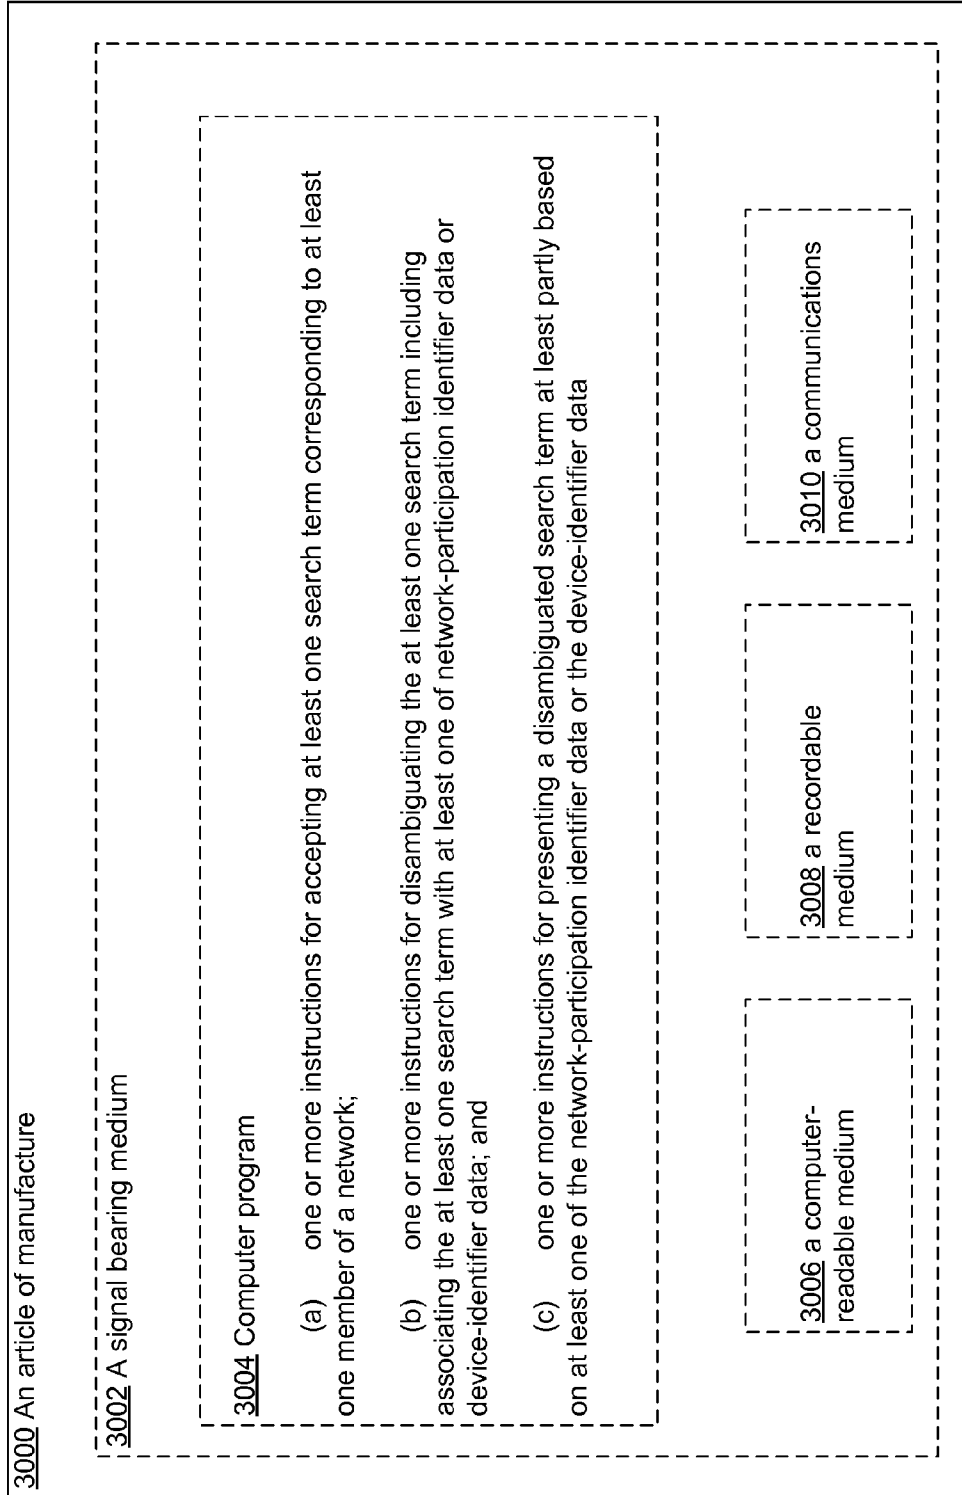 3000 An article of manufacture
3002 A signal bearing medium
3004 Computer program
(a) one or more instructions for accepting at least one search term corresponding to at least
one member of a network;
(b) one or more instructions for disambiguating the at least one search term including
associating the at least one search term with at least one of network-participation identifier data or
device-identifier data; and
(c) one or more instructions for presenting a disambiguated search term at least partly based
on at least one of the network-participation identifier data or the device-identifier data
3006 a computer-
readable medium
3008 a recordable
medium
3010 a communications
medium